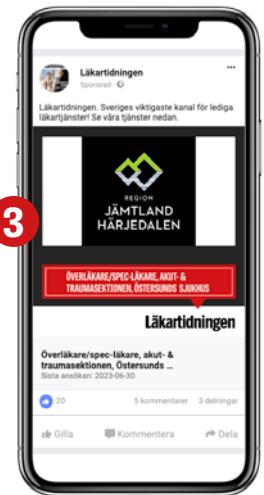 Läkartidningen
Sponsrad
Läkartidningen. Sveriges viktigaste kanal för lediga
läkartjänster! Se våra tjänster nedan.
3
REGION
JÄMTLAND
HÄRJEDALEN
ÖVERLÄKARE/SPEC-LÄKARE, AKUT- &
TRAUMASEKTIONEN, ÖSTERSUNDS SJUKHUS
Läkartidningen
Överläkare/spec-läkare, akut- &
traumasektionen, Östersunds ...
Sista ansökan: 2023-06-30
20 5 kommentarer 3 delningar
Gilla Kommentera Dela